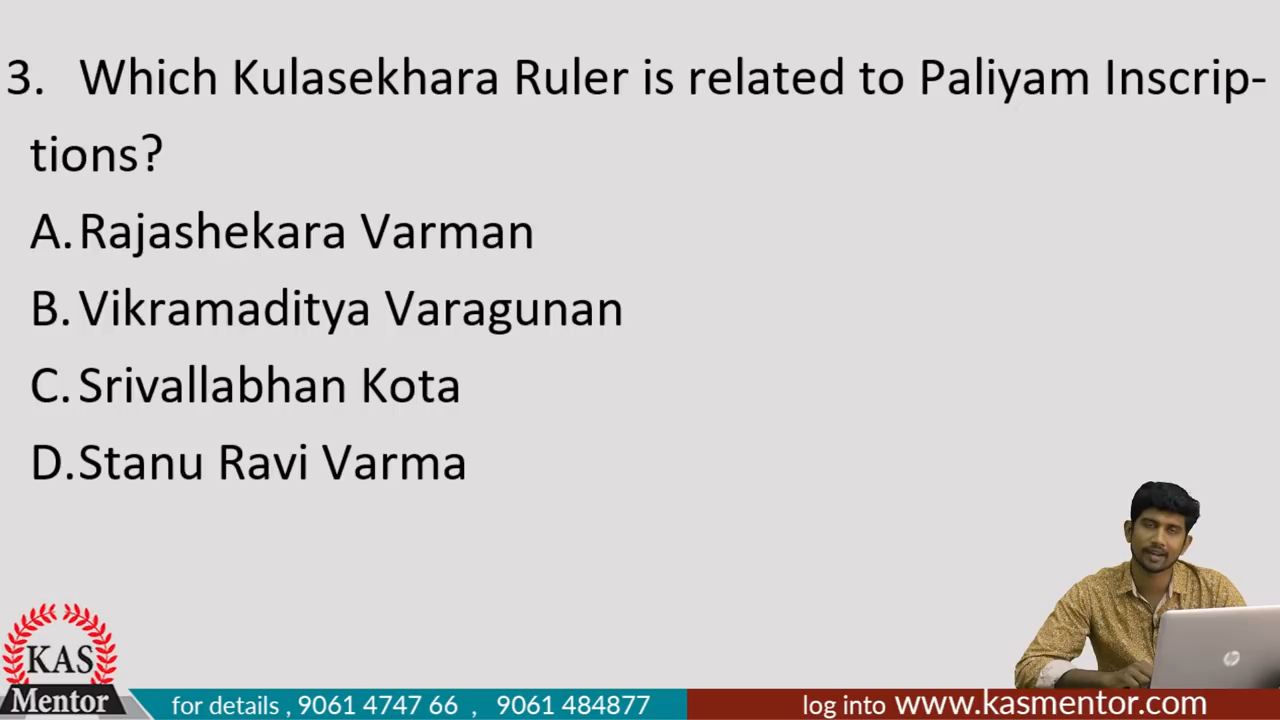 3. Which Kulasekhara Ruler is related to Paliyam Inscrip-
tions?
A. Rajashekara Varman
B. Vikramaditya Varagunan
C. Srivallabhan Kota
D. Stanu Ravi Varma
KAS
Mentor
for details , 9061 4747 66 , 9061 484877
log into www.kasmentor.com
hp